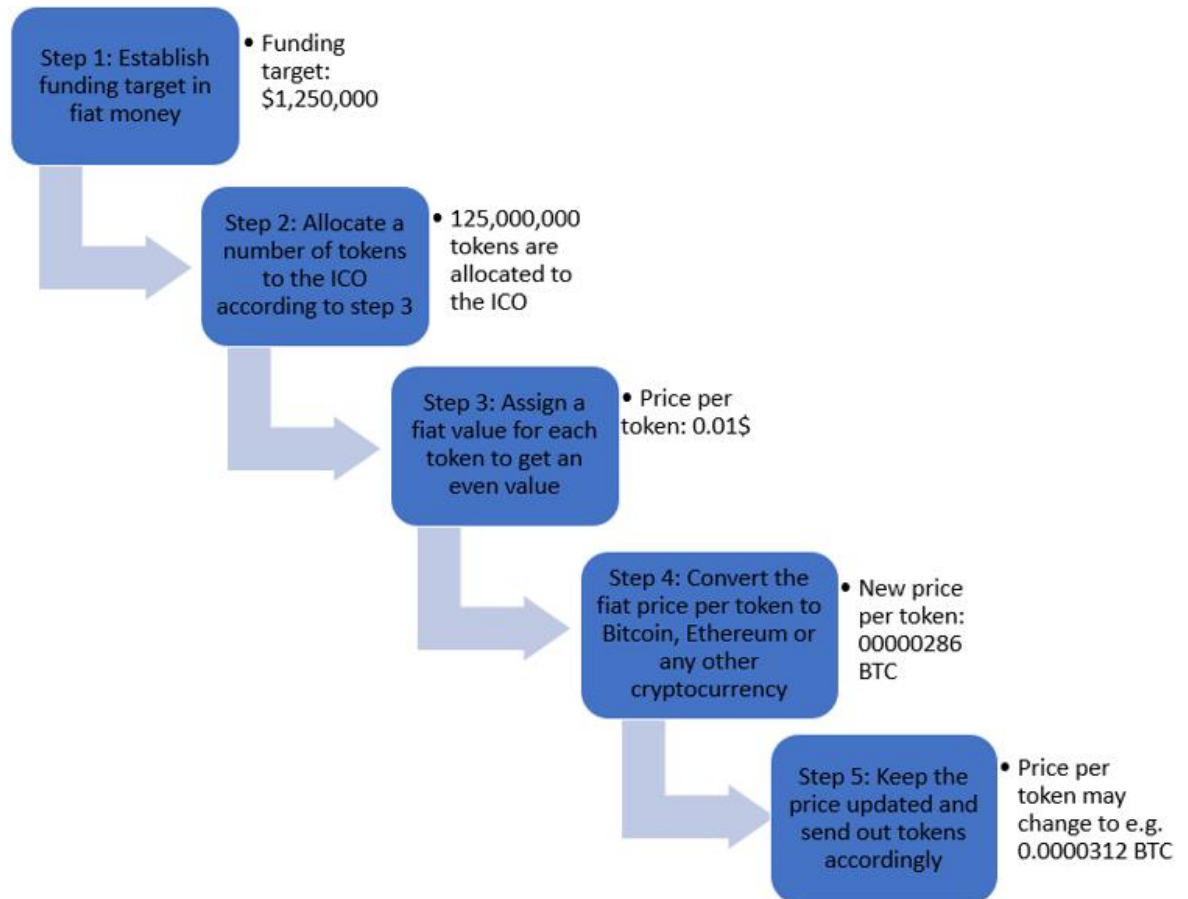 Step 1: Establish
funding target in
fiat money
• Funding
target:
$1,250,000
Step 2: Allocate a
number of tokens
to the ICO
according to step 3
• 125,000,000
tokens are
allocated to
the ICO
Step 3: Assign a
fiat value for each
token to get an
even value
• Price per
token: 0.01$
Step 4: Convert the
fiat price per token to
Bitcoin, Ethereum or
any other
cryptocurrency
• New price
per token:
00000286
BTC
Step 5: Keep the
price updated and
send out tokens
accordingly
• Price per
token may
change to e.g.
0.0000312 BTC